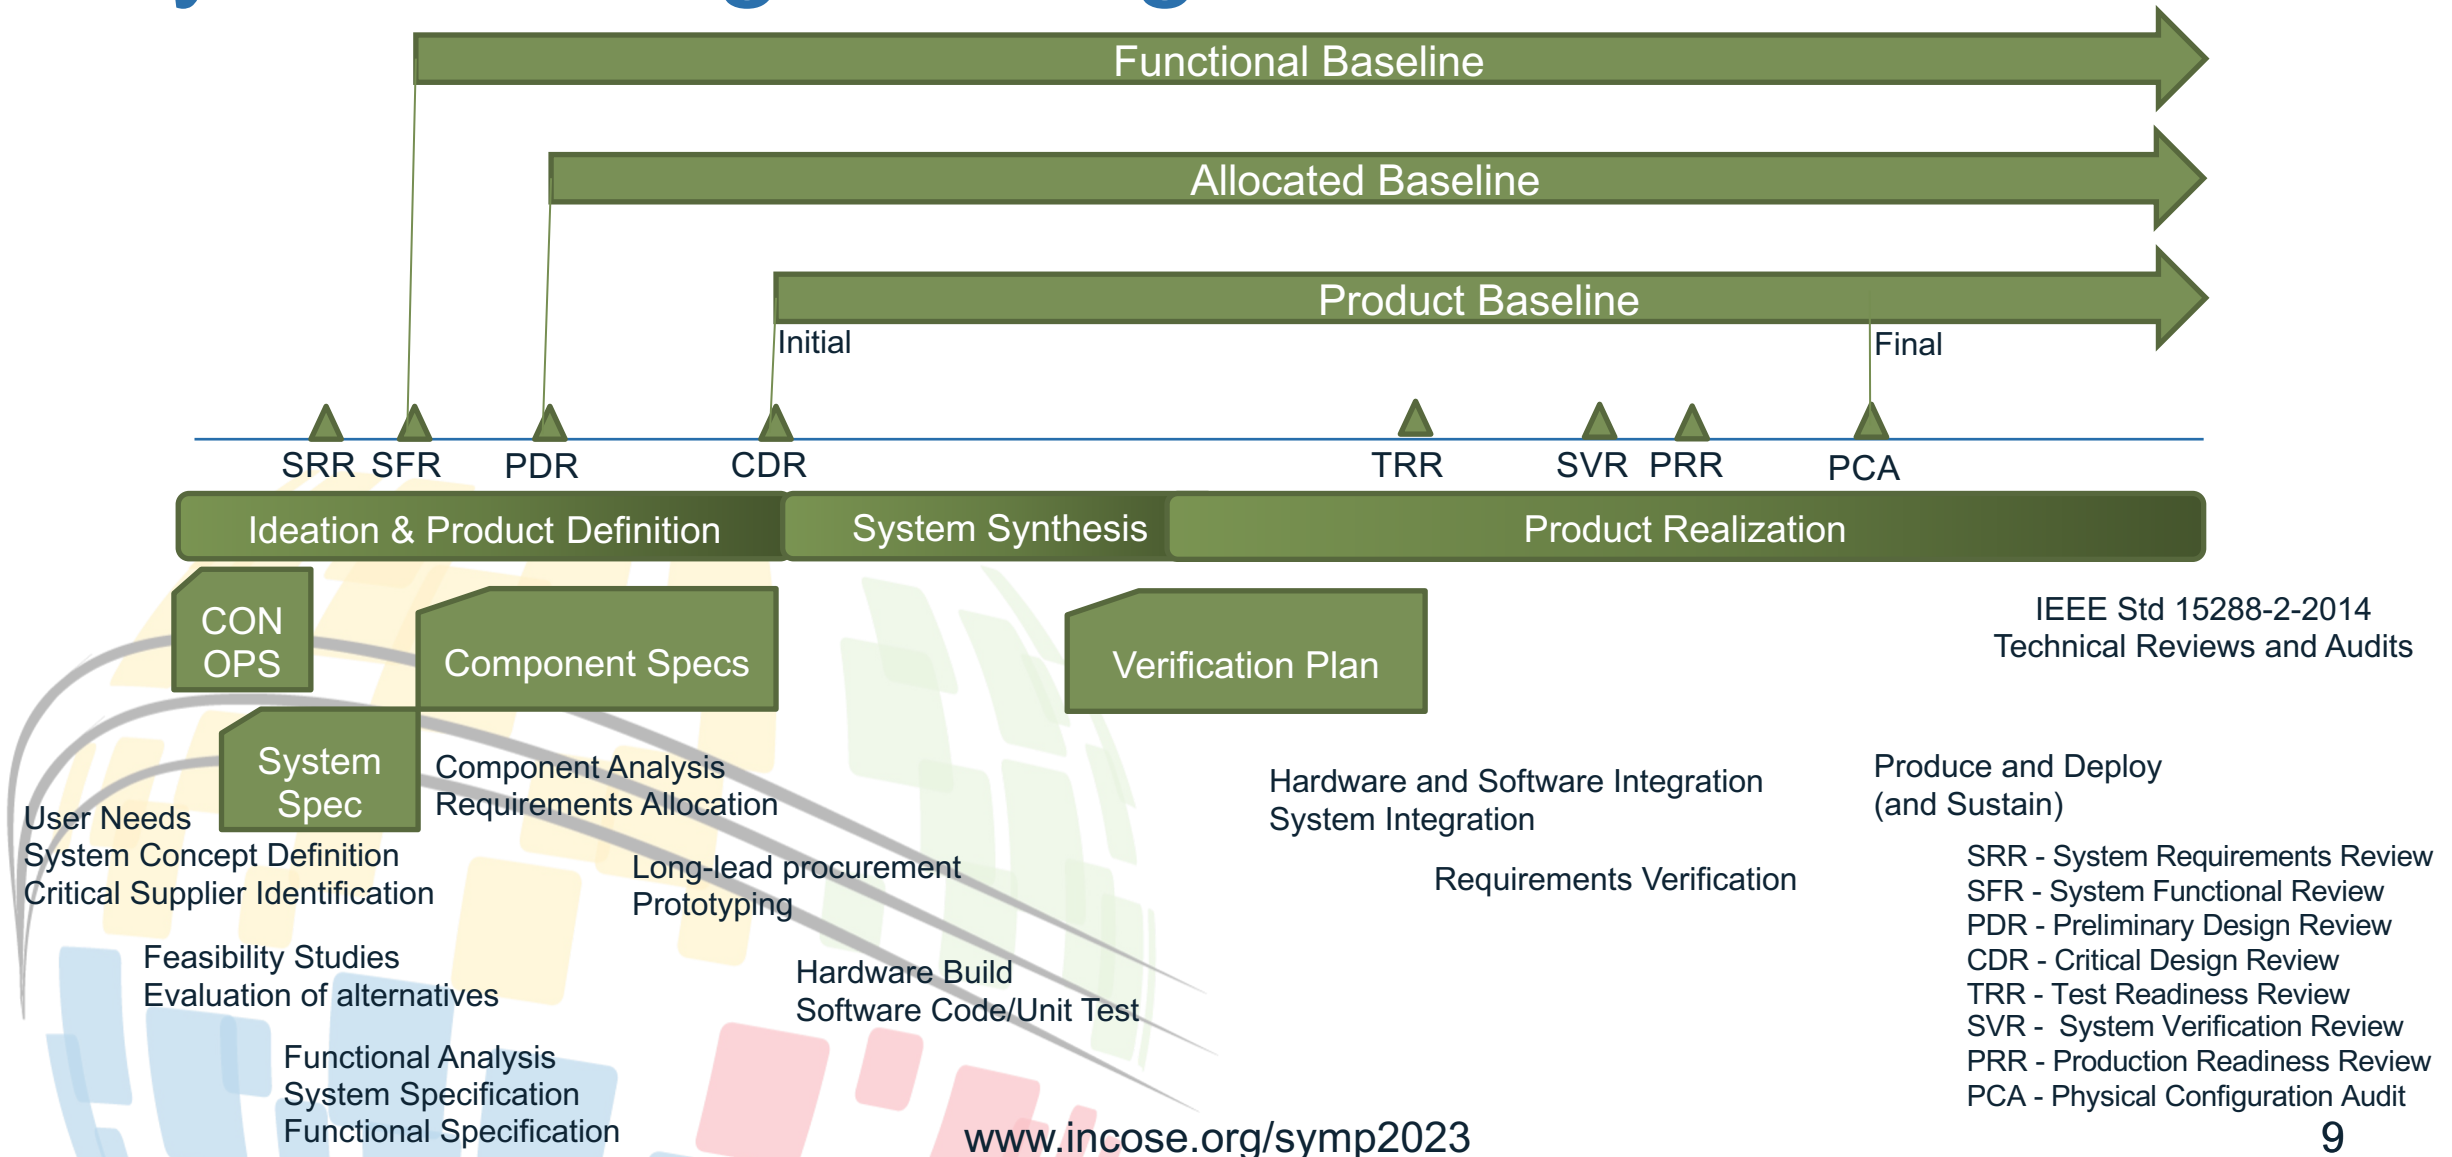 Functional Baseline
Allocated Baseline
Product Baseline
Initial
Final
SRR SFR PDR CDR TRR SVR PRR PCA
Ideation & Product Definition
System Synthesis
Product Realization
CON
OPS
Component Specs
Verification Plan
IEEE Std 15288-2-2014
Technical Reviews and Audits
System
Spec
User Needs
System Concept Definition
Critical Supplier Identification
Component Analysis
Requirements Allocation
Long-lead procurement
Prototyping
Feasibility Studies
Evaluation of alternatives
Hardware Build
Software Code/Unit Test
Functional Analysis
System Specification
Functional Specification
Hardware and Software Integration
System Integration
Requirements Verification
Produce and Deploy
(and Sustain)
SRR - System Requirements Review
SFR - System Functional Review
PDR - Preliminary Design Review
CDR - Critical Design Review
TRR - Test Readiness Review
SVR -  System Verification Review
PRR - Production Readiness Review
PCA - Physical Configuration Audit
www.incose.org/symp2023
9